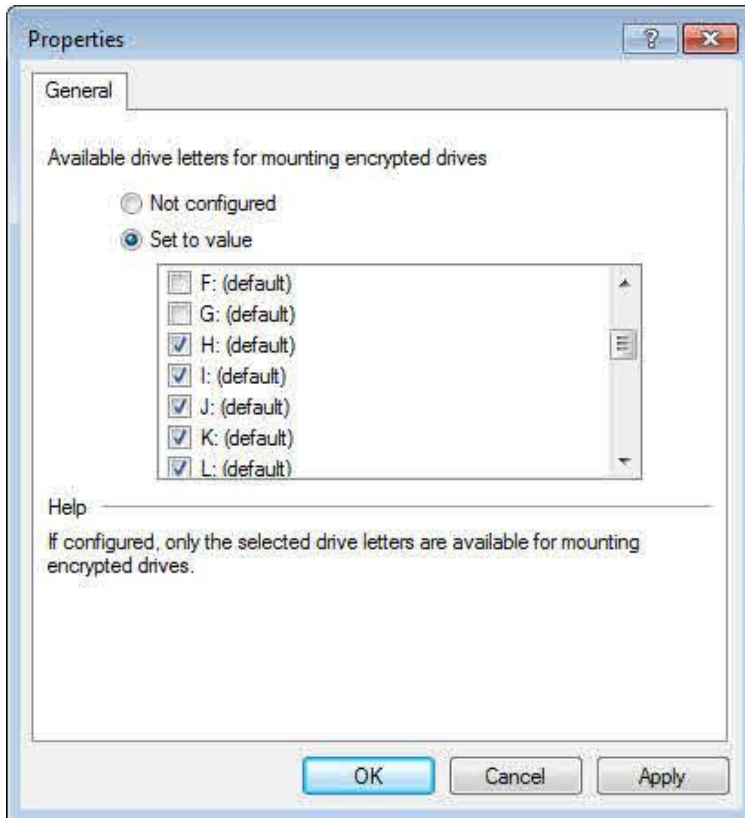 Properties
General
Available drive letters for mounting encrypted drives
Not configured
Set to value
F: (default)
G: (default)
H: (default)
I: (default)
J: (default)
K: (default)
L: (default)
Help
If configured, only the selected drive letters are available for mounting
encrypted drives.
OK Cancel Apply